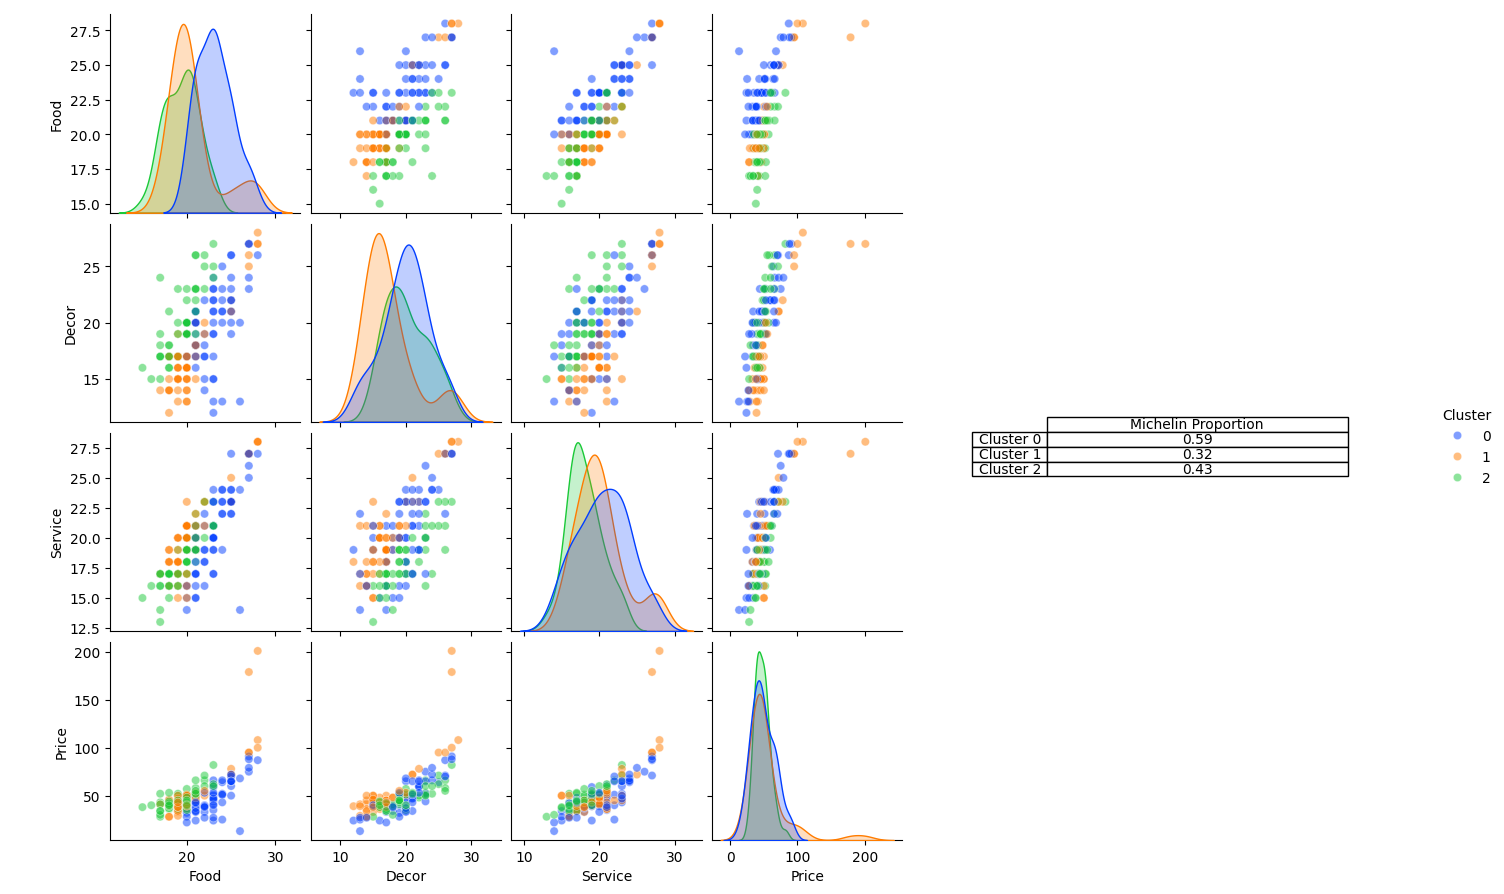 27.5
25.0
22.5
20.0
17.5
15.0
Food
25
20
15
Decor
27.5
25.0
22.5
20.0
17.5
15.0
12.5
Service
200
150
100
50
Price
20 30
Food
10 20 30
Decor
10 20 30
Service
0 100 200
Price
Michelin Proportion
Cluster 0 0.59
Cluster 1 0.32
Cluster 2 0.43
Cluster
0
1
2